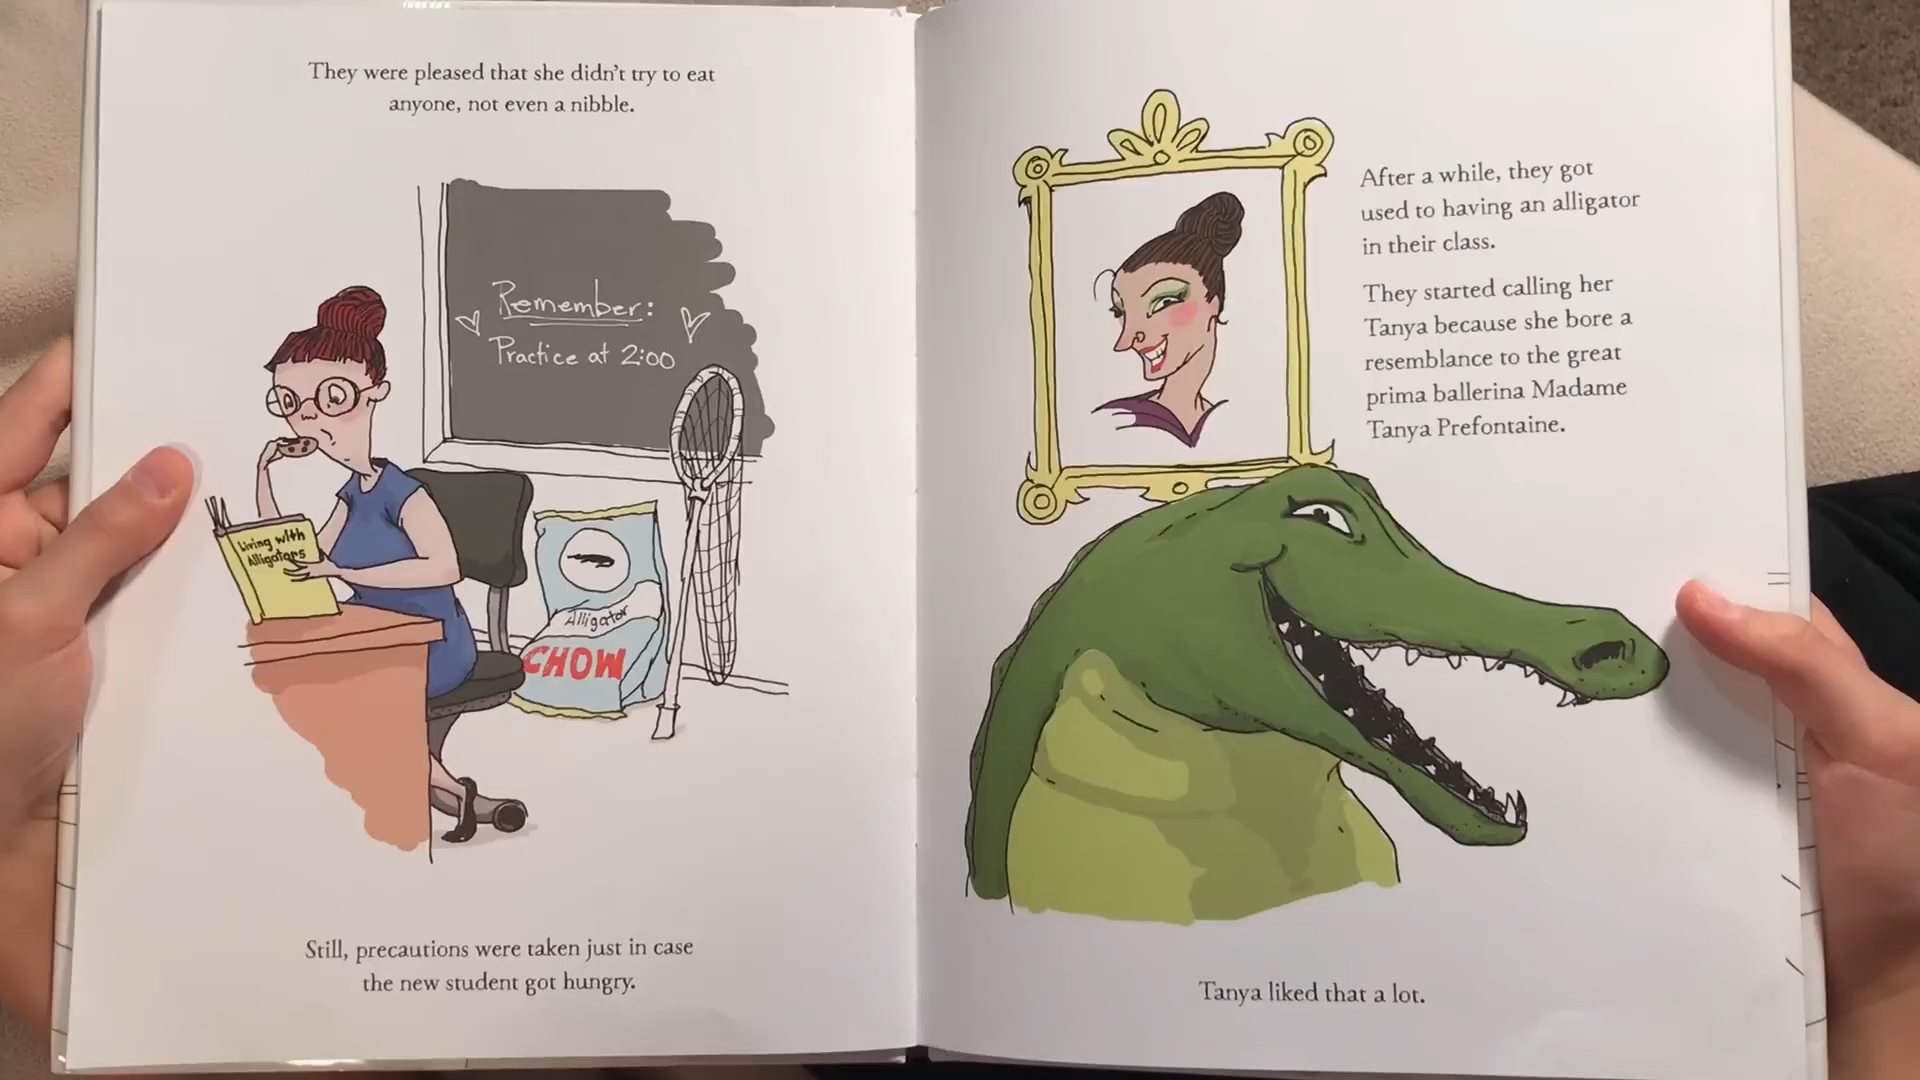 They were pleased that she didn't try to eat
anyone, not even a nibble.
Remember:
Practice at 2:00
Living with
Alligators
Alligator
CHOW
Still, precautions were taken just in case
the new student got hungry.
After a while, they got
used to having an alligator
in their class.
They started calling her
Tanya because she bore a
resemblance to the great
prima ballerina Madame
Tanya Prefontaine.
Tanya liked that a lot.